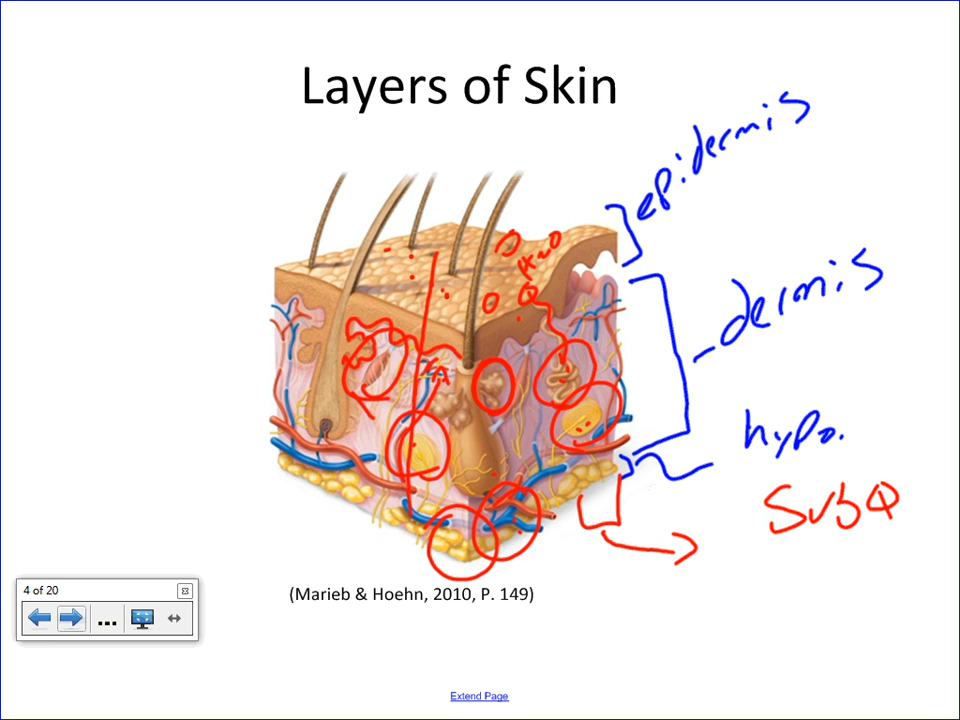 Layers of Skin
epidermis
dermis
hypo.
SubQ
(Marieb & Hoehn, 2010, P. 149)
4 of 20
...
Extend Page